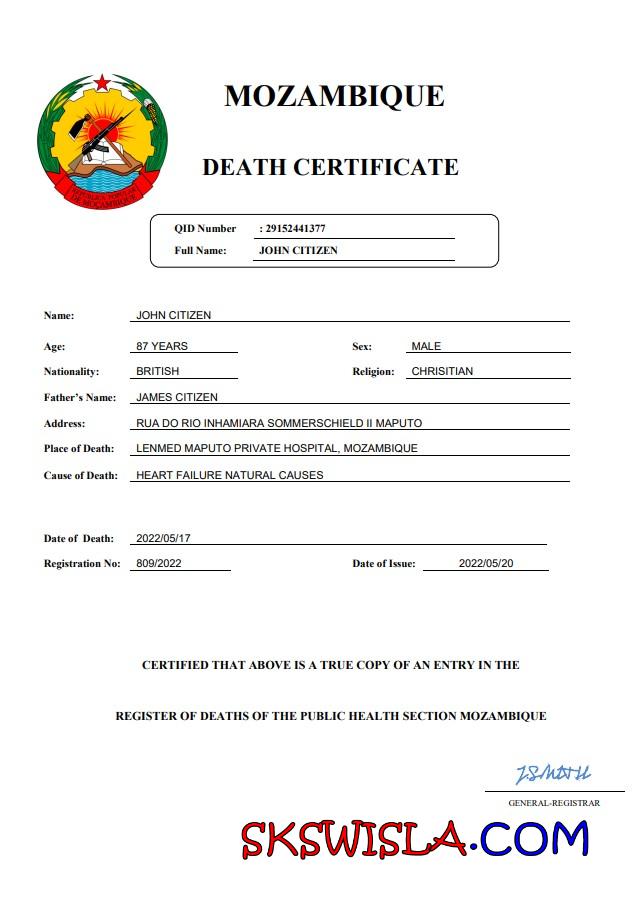 MOZAMBIQUE
DEATH CERTIFICATE
REPUBLICA POPULAR
DE MOÇAMBIQUE
QID Number : 29152441377
Full Name: JOHN CITIZEN
Name: JOHN CITIZEN
Age: 87 YEARS Sex: MALE
Nationality: BRITISH Religion: CHRISITIAN
Father's Name: JAMES CITIZEN
Address: RUA DO RIO INHAMIARA SOMMERSCHIELD II MAPUTO
Place of Death: LENMED MAPUTO PRIVATE HOSPITAL, MOZAMBIQUE
Cause of Death: HEART FAILURE NATURAL CAUSES
Date of Death: 2022/05/17
Registration No: 809/2022 Date of Issue: 2022/05/20
CERTIFIED THAT ABOVE IS A TRUE COPY OF AN ENTRY IN THE
REGISTER OF DEATHS OF THE PUBLIC HEALTH SECTION MOZAMBIQUE
GENERAL-REGISTRAR
SKSWISLA.COM